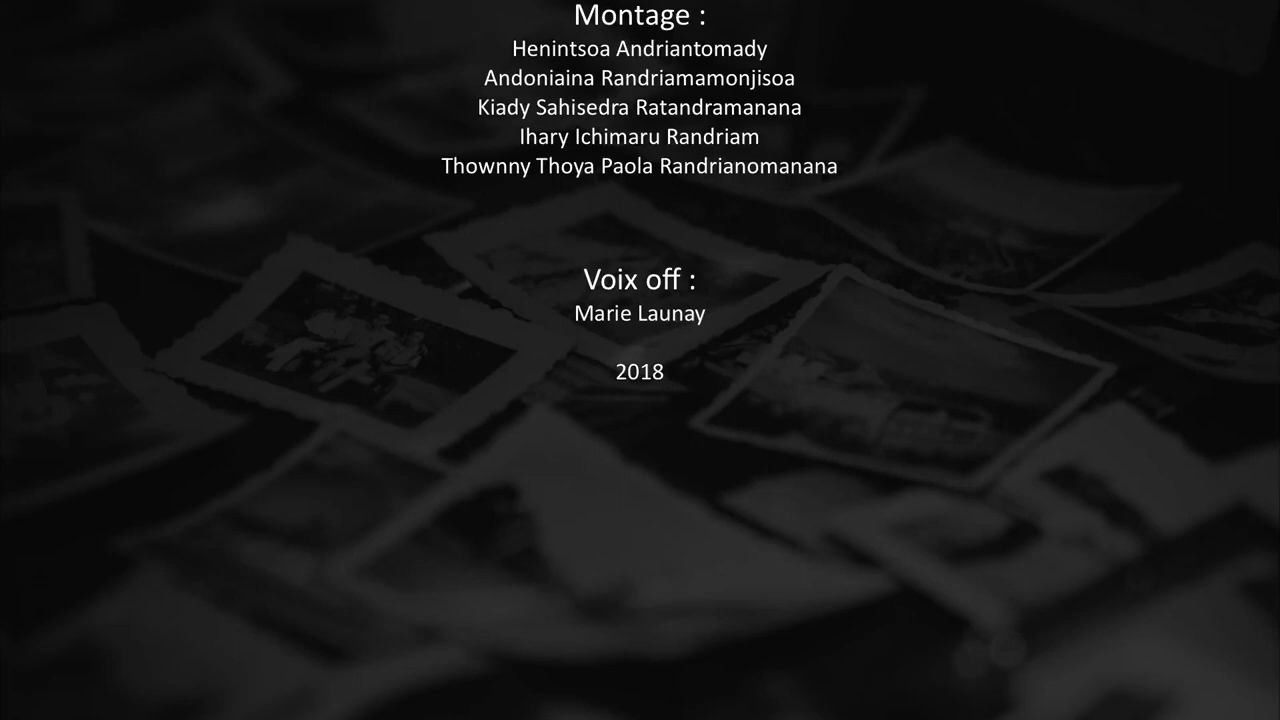 Montage :
Henintsoa Andriantomady
Andoniaina Randriamamonjisoa
Kiady Sahisedra Ratandramanana
Ihary Ichimaru Randriam
Thownny Thoya Paola Randrianomanana
Voix off :
Marie Launay
2018